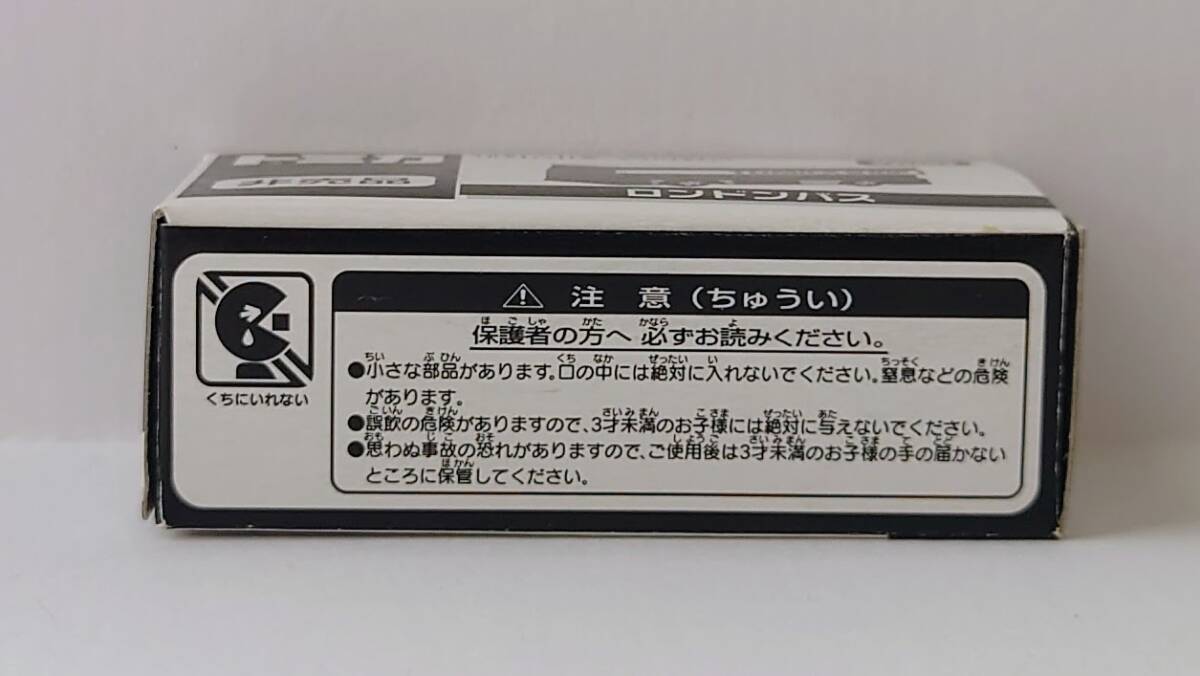 非売品
ロンドンバス
注意(ちゅうい)
保護者の方へ 必ずお読みください。
くちにいれない
●小さな部品があります。口の中には絶対に入れないでください。窒息などの危険
があります。
●誤飲の危険がありますので、3才未満のお子様には絶対に与えないでください。
●思わぬ事故の恐れがありますので、ご使用後は3才未満のお子様の手の届かない
ところに保管してください。